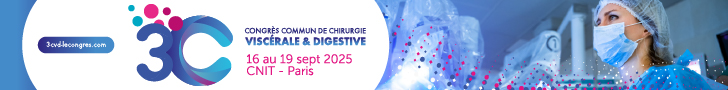 3cvd-lecongres.com
3C
CONGRÈS COMMUN DE CHIRURGIE
VISCÉRALE & DIGESTIVE
16 au 19 sept 2025
CNIT - Paris